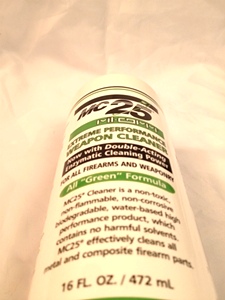 MC25
EXTREME PERFORMANCE
WEAPON CLEANER
Now with Double-Acting
Enzymatic Cleaning Power
FOR ALL FIREARMS AND WEAPONRY
All "Green" Formula
MC25® Cleaner is a non-toxic,
non-flammable, non-corrosive,
biodegradable, water-based high
performance product, which
contains no harmful solvents.
MC25® effectively cleans all
metal and composite firearm parts.
16 FL. OZ. / 472 mL